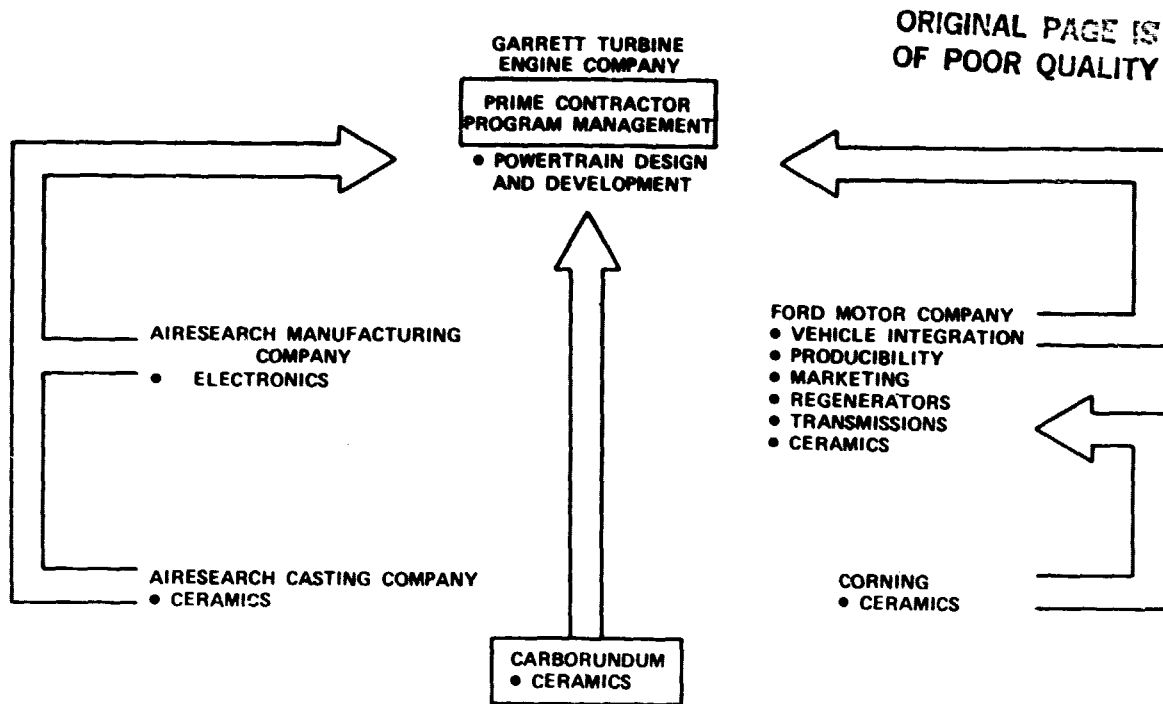 ORIGINAL PAGE IS
OF POOR QUALITY
GARRETT TURBINE
ENGINE COMPANY
PRIME CONTRACTOR
PROGRAM MANAGEMENT
• POWERTRAIN DESIGN
AND DEVELOPMENT
AIRESEARCH MANUFACTURING
COMPANY
• ELECTRONICS
FORD MOTOR COMPANY
• VEHICLE INTEGRATION
• PRODUCIBILITY
• MARKETING
• REGENERATORS
• TRANSMISSIONS
• CERAMICS
AIRESEARCH CASTING COMPANY
• CERAMICS
CORNING
• CERAMICS
CARBORUNDUM
• CERAMICS